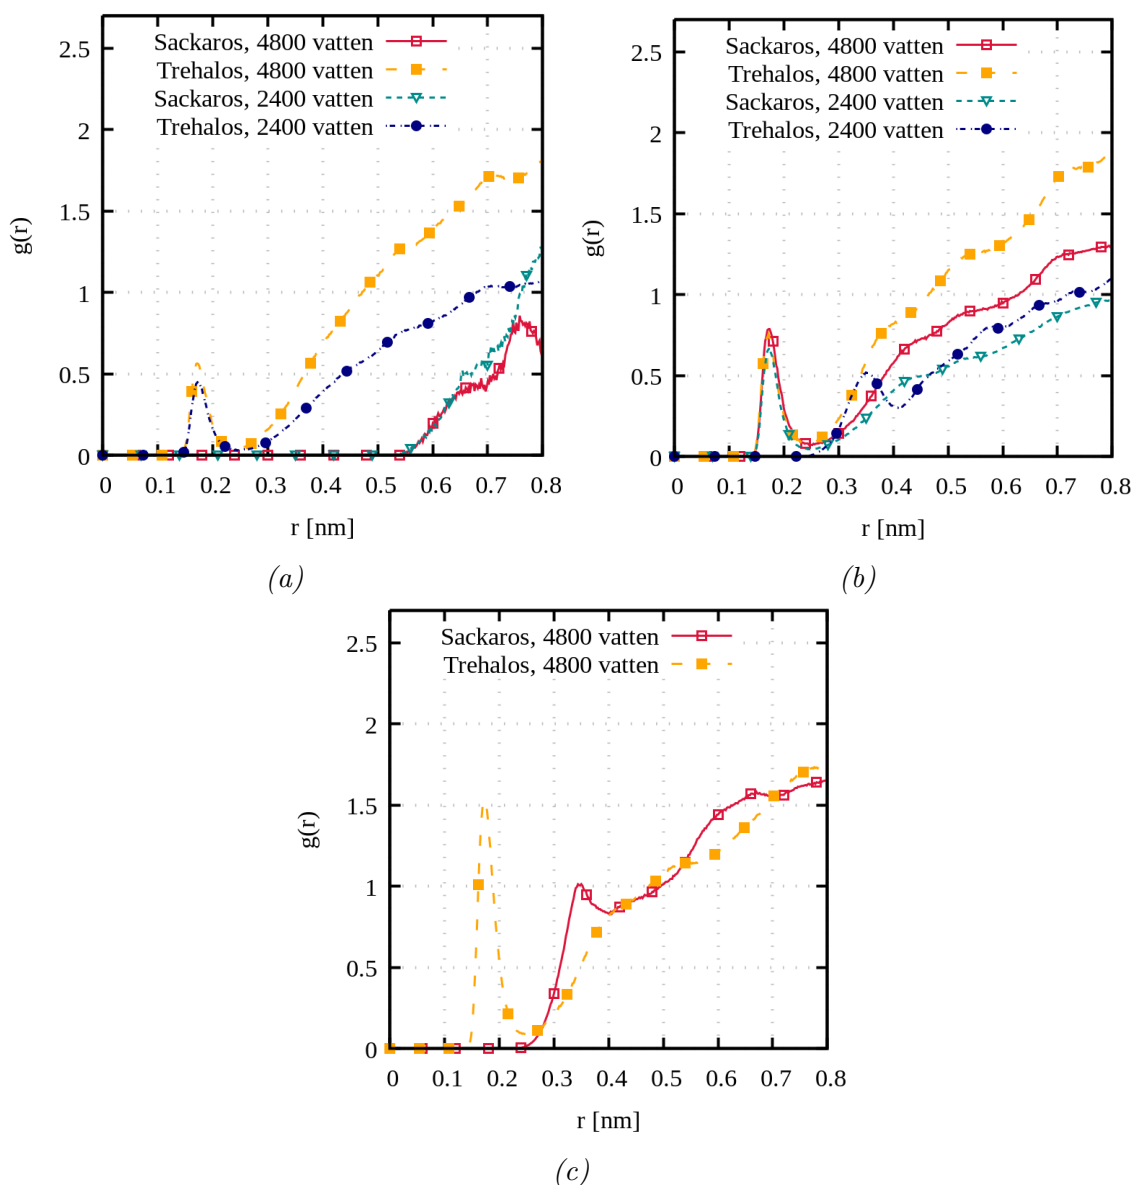 Sackaros, 4800 vatten
Trehalos, 4800 vatten
Sackaros, 2400 vatten
Trehalos, 2400 vatten
2.5
2
1.5
1
0.5
0
g(r)
0 0.1 0.2 0.3 0.4 0.5 0.6 0.7 0.8
r [nm]
(a)
Sackaros, 4800 vatten
Trehalos, 4800 vatten
Sackaros, 2400 vatten
Trehalos, 2400 vatten
2.5
2
1.5
1
0.5
0
g(r)
0 0.1 0.2 0.3 0.4 0.5 0.6 0.7 0.8
r [nm]
(b)
Sackaros, 4800 vatten
Trehalos, 4800 vatten
2.5
2
1.5
1
0.5
0
g(r)
0 0.1 0.2 0.3 0.4 0.5 0.6 0.7 0.8
r [nm]
(c)